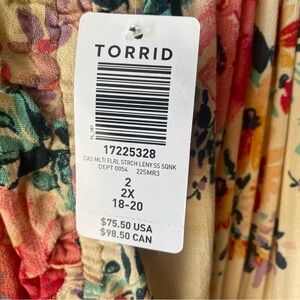 TORRID
17225328
CAS MLTI FLRL STRCH LENY SS SQNK
DEPT 0054 22SMR3
2
2X
18-20
$75.50 USA
$98.50 CAN